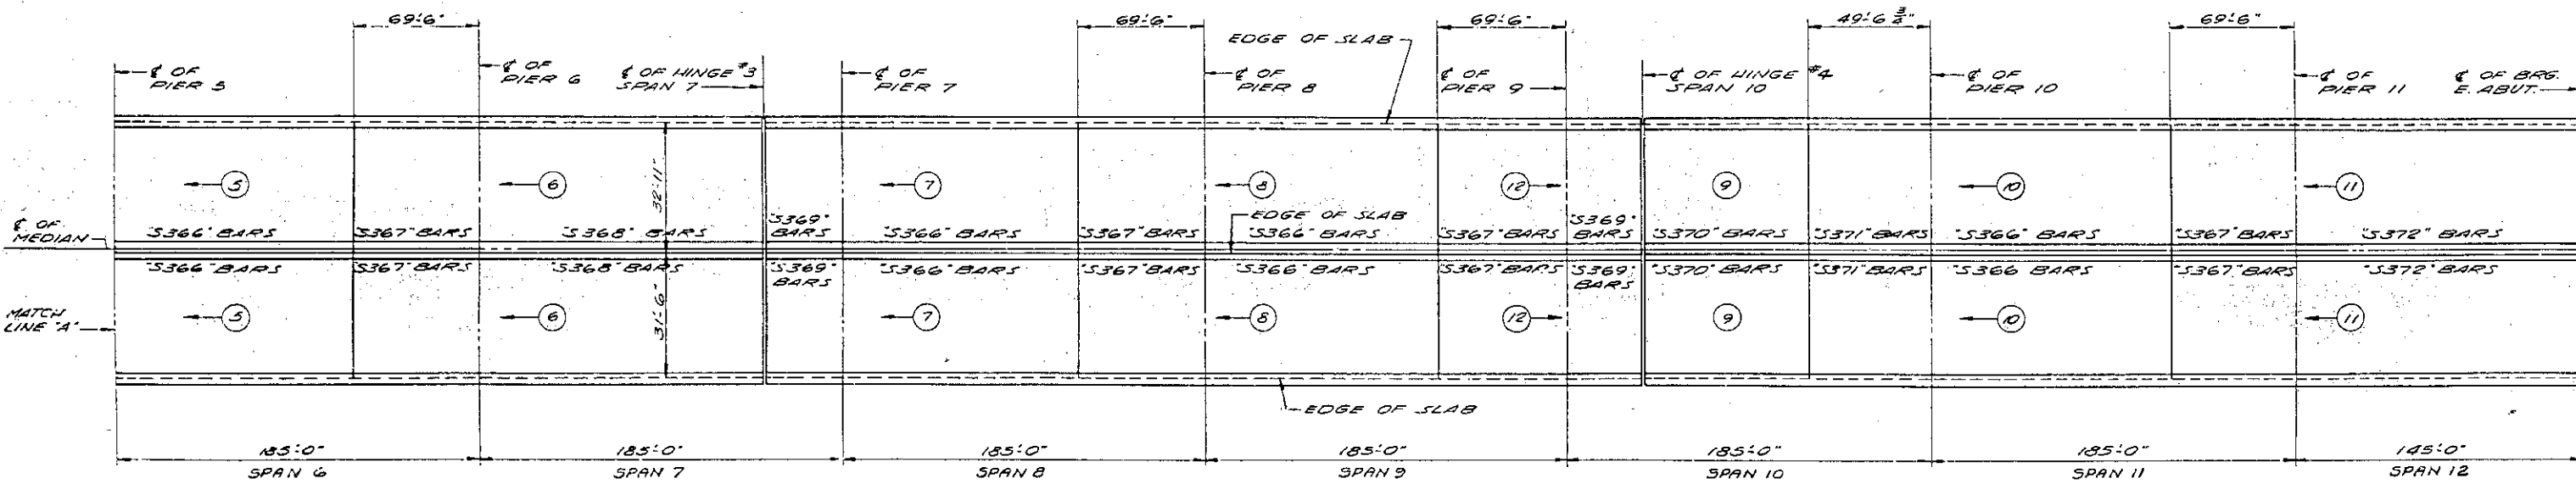 69'-6" 69'-6" 69'-6" 49'-6 3/4" 69'-6"
EDGE OF SLAB
℄ OF PIER 5
℄ OF PIER 6
℄ OF HINGE #3 SPAN 7
℄ OF PIER 7
℄ OF PIER 8
℄ OF PIER 9
℄ OF HINGE #4 SPAN 10
℄ OF PIER 10
℄ OF PIER 11
℄ OF BRG. E. ABUT.
5 6 7 8 12 9 10 11
32'-11"
℄ OF MEDIAN
EDGE OF SLAB
"S366" BARS "S367" BARS "S368" BARS "S369" BARS "S366" BARS "S367" BARS "S366" BARS "S367" BARS "S369" BARS "S370" BARS "S371" BARS "S366" BARS "S367" BARS "S372" BARS
"S366" BARS "S367" BARS "S368" BARS "S369" BARS "S366" BARS "S367" BARS "S366" BARS "S367" BARS "S369" BARS "S370" BARS "S371" BARS "S366 BARS "S367" BARS "S372" BARS
MATCH LINE "A"
5 6 7 8 12 9 10 11
31'-6"
EDGE OF SLAB
185'-0" 185'-0" 185'-0" 185'-0" 185'-0" 185'-0" 145'-0"
SPAN 6 SPAN 7 SPAN 8 SPAN 9 SPAN 10 SPAN 11 SPAN 12